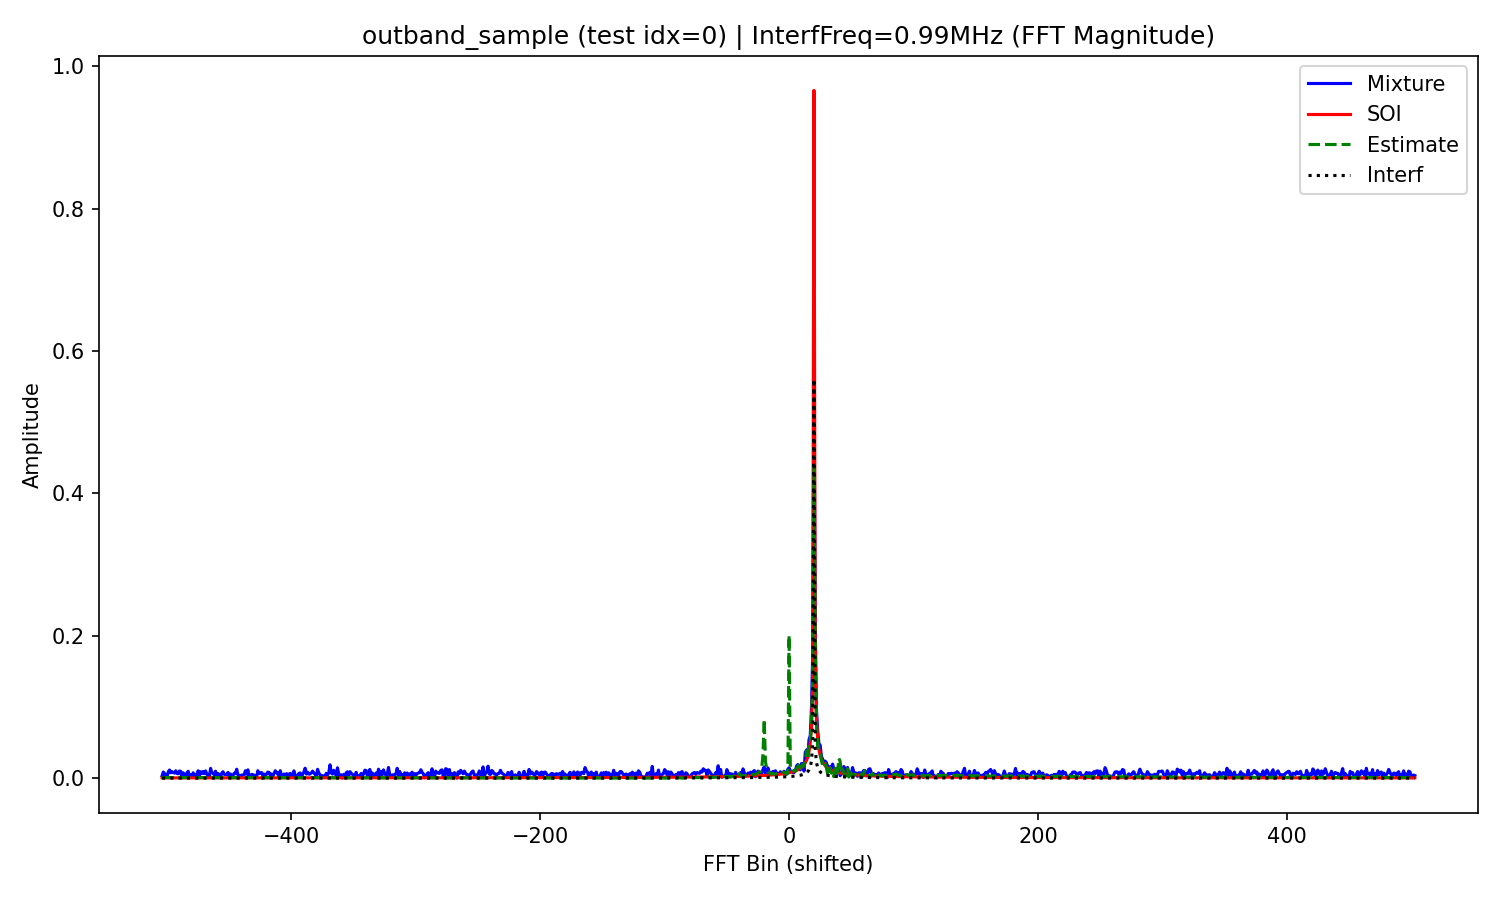 outband_sample (test idx=0) | InterfFreq=0.99MHz (FFT Magnitude)
Mixture
SOI
Estimate
Interf
Amplitude
1.0
0.8
0.6
0.4
0.2
0.0
−400
−200
0
200
400
FFT Bin (shifted)